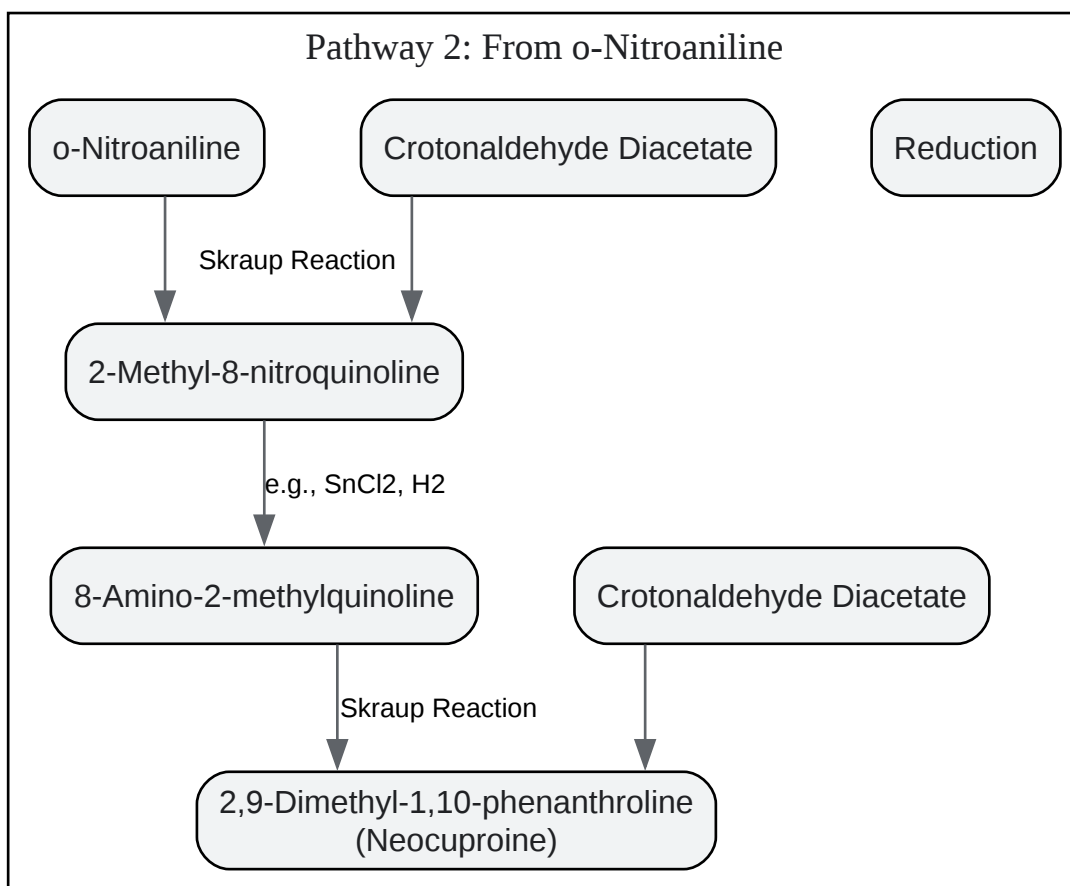 Pathway 2: From o-Nitroaniline
o-Nitroaniline
Crotonaldehyde Diacetate
Reduction
Skraup Reaction
2-Methyl-8-nitroquinoline
e.g., SnCl2, H2
8-Amino-2-methylquinoline
Crotonaldehyde Diacetate
Skraup Reaction
2,9-Dimethyl-1,10-phenanthroline
(Neocuproine)